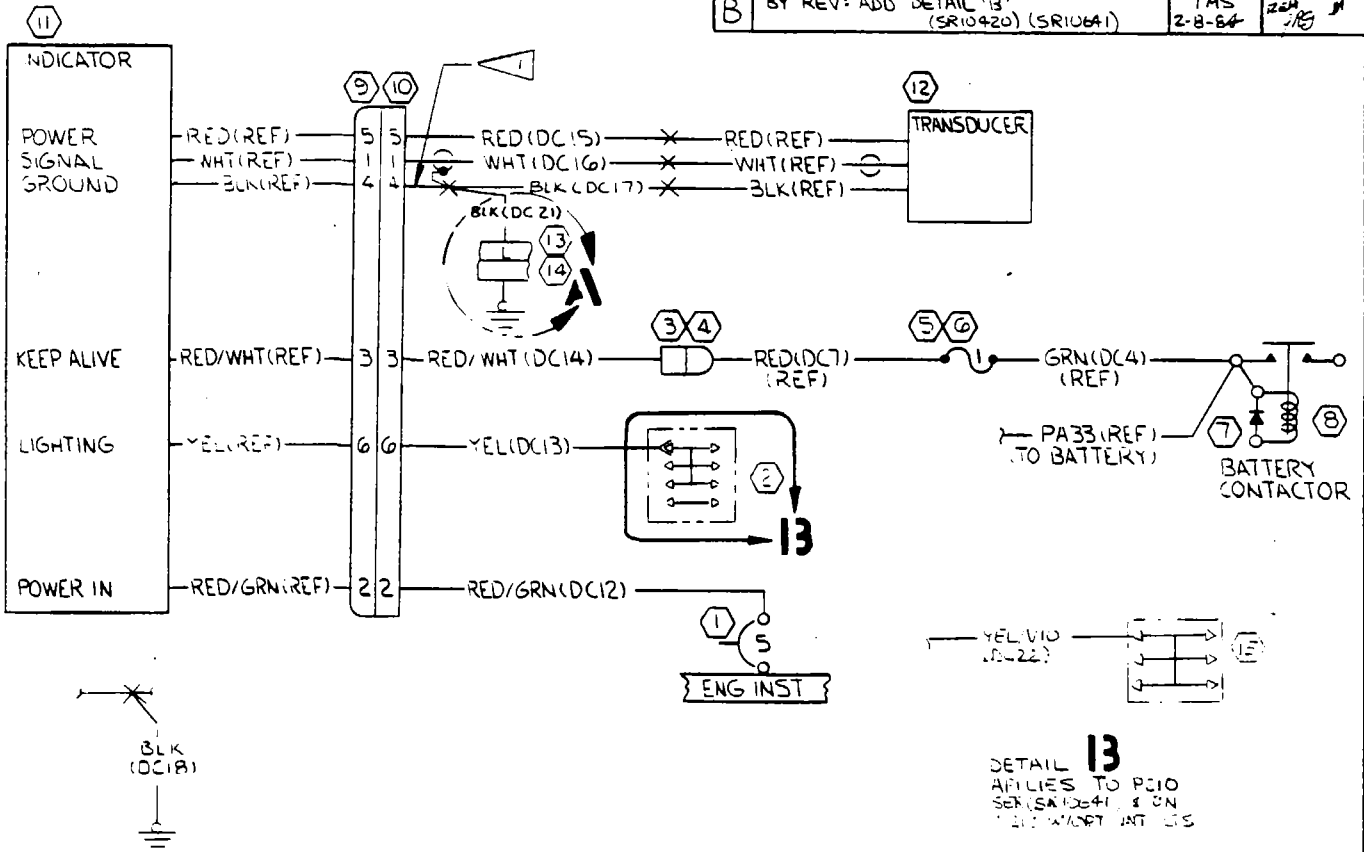 B BY REV: ADD DETAIL 'B'
(SR10420) (SR10641)
TMS
2-8-84
11
NDICATOR
9 10
1
12
TRANSDUCER
POWER RED(REF) 5 5 RED(DC15) RED(REF)
SIGNAL WHT(REF) 1 1 WHT(DC16) WHT(REF)
GROUND BLK(REF) 4 4 BLK(DC17) BLK(REF)
BLK(DC21)
L
13
14
A
3 4
5 6
KEEP ALIVE RED/WHT(REF) 3 3 RED/WHT(DC14) RED(DC7) 1 GRN(DC4)
(REF) (REF)
LIGHTING YEL(REF) 6 6 YEL(DC13)
2
PA33(REF)
(TO BATTERY)
7
8
BATTERY
CONTACTOR
B
POWER IN RED/GRN(REF) 2 2 RED/GRN(DC12)
1
5
ENG INST
YEL/VIO
(DC22)
15
BLK
(DC18)
DETAIL B
APPLIES TO